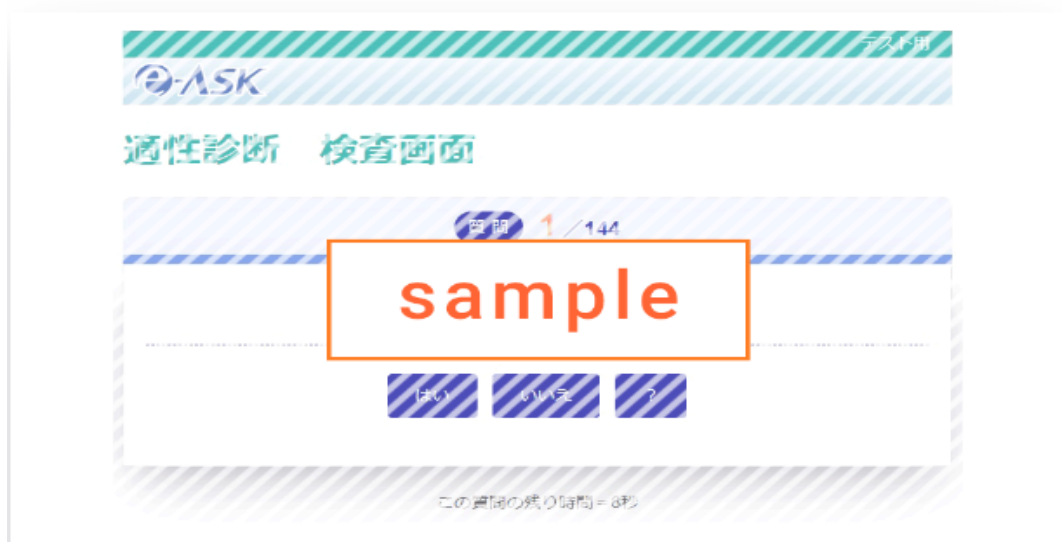 テスト用
e-ASK
適性診断 検査画面
質問 1/144
sample
はい いいえ ?
この質問の残り時間=8秒